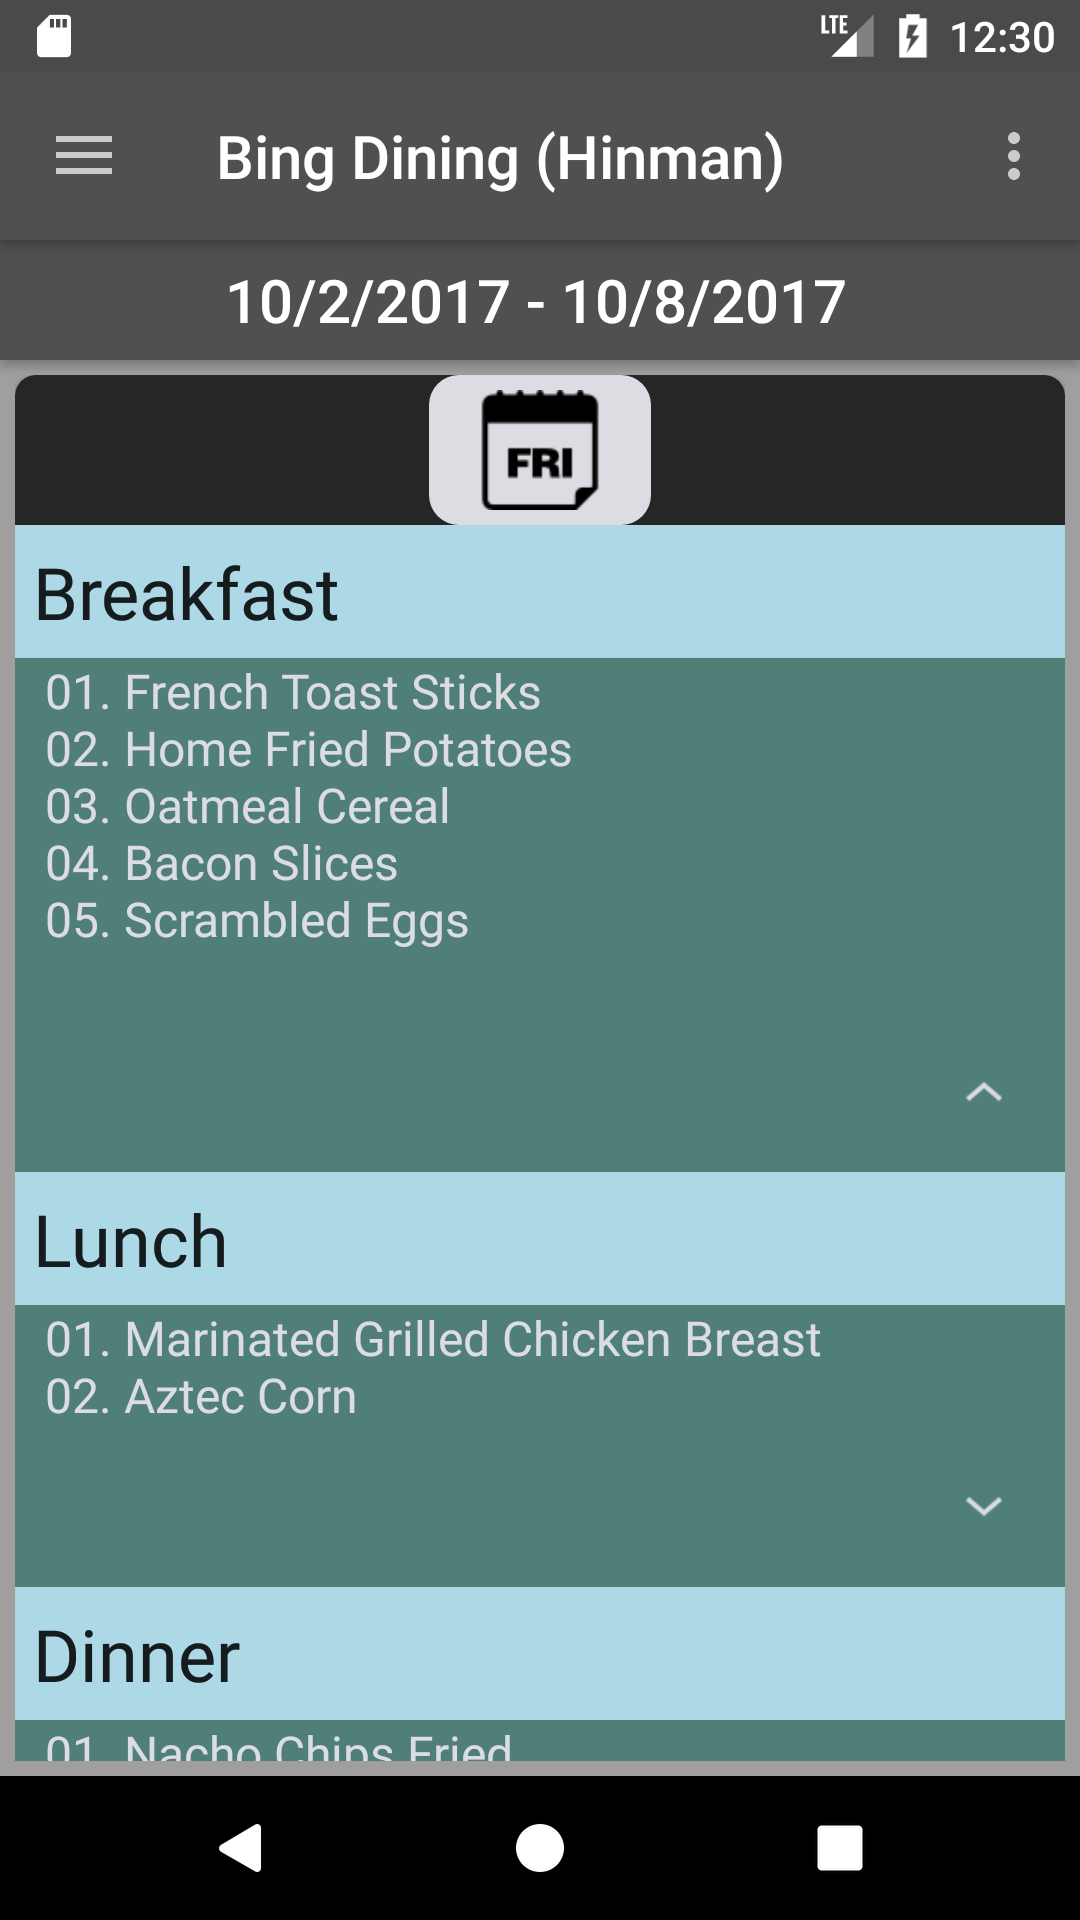 LTE 12:30
Bing Dining (Hinman)
10/2/2017 - 10/8/2017
FRI
Breakfast
01. French Toast Sticks
02. Home Fried Potatoes
03. Oatmeal Cereal
04. Bacon Slices
05. Scrambled Eggs
Lunch
01. Marinated Grilled Chicken Breast
02. Aztec Corn
Dinner
01. Nacho Chips Fried